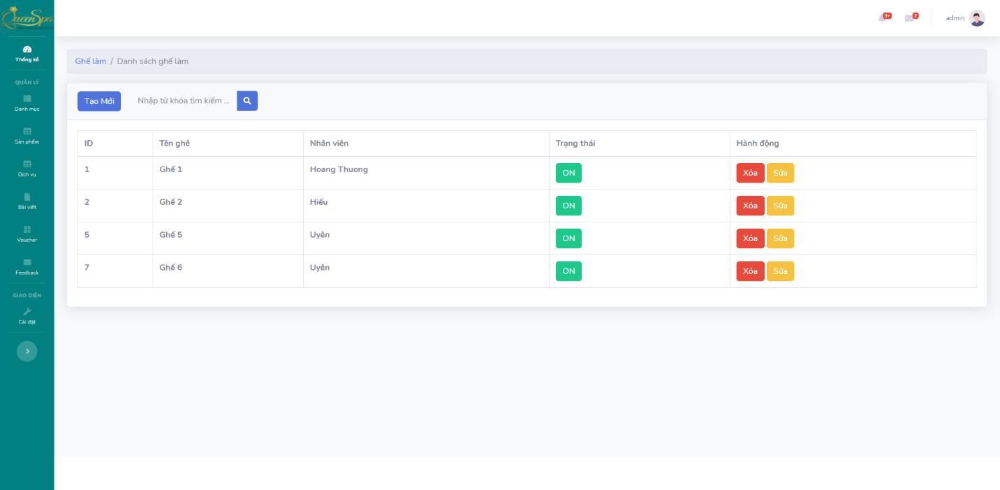 QueenSpa
3+
2
admin
Thống kê
QUẢN LÝ
Danh mục
Sản phẩm
Dịch vụ
Bài viết
Voucher
Feedback
GIAO DIỆN
Cài đặt
Ghế làm / Danh sách ghế làm
Tạo Mới Nhập từ khóa tìm kiếm ...
ID Tên ghế Nhân viên Trạng thái Hành động
1 Ghế 1 Hoang Thuong ON Xóa Sửa
2 Ghế 2 Hiếu ON Xóa Sửa
5 Ghế 5 Uyên ON Xóa Sửa
7 Ghế 6 Uyên ON Xóa Sửa